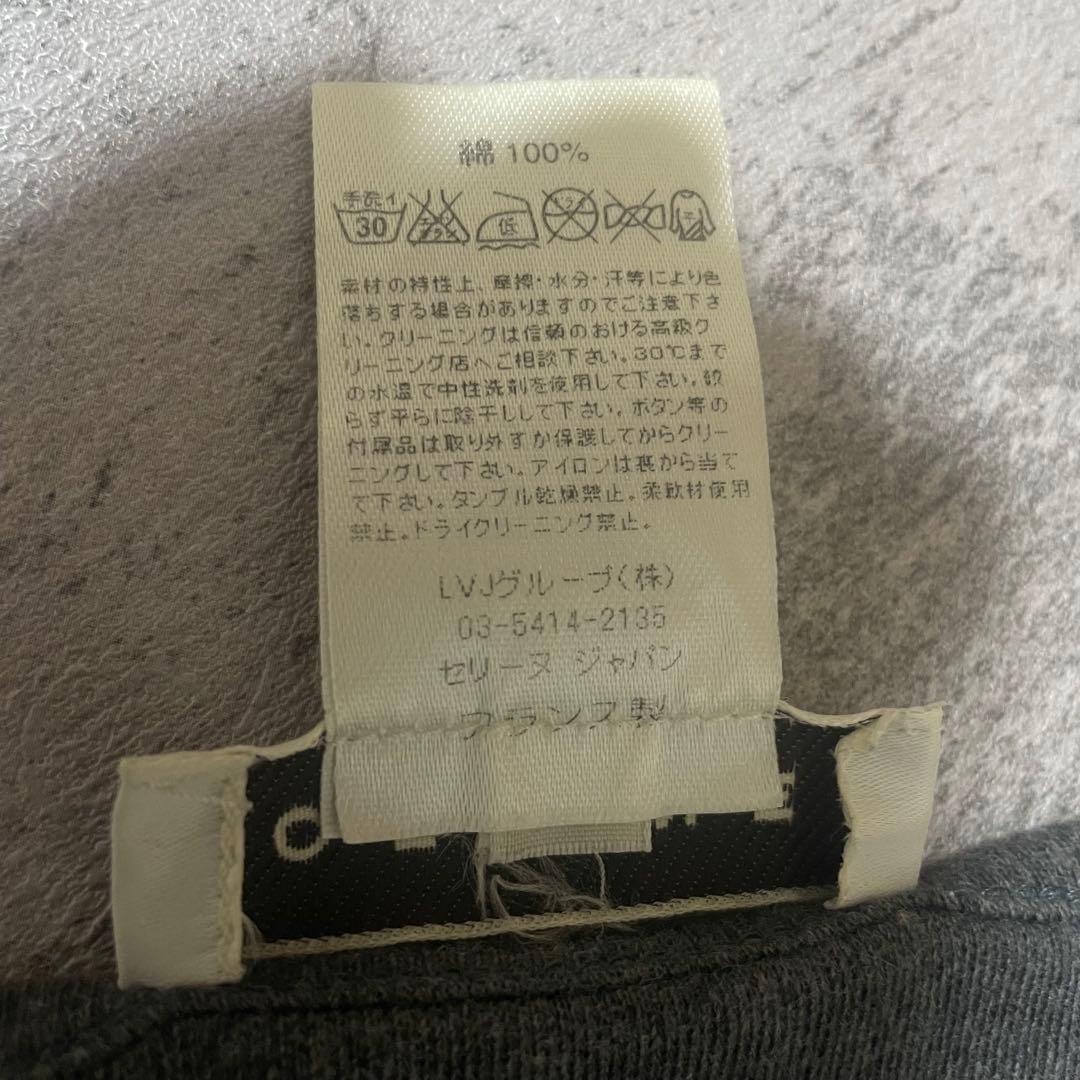 綿 100%
手洗イ
30
エンソ
サラシ
低
ドライ
素材の特性上、摩擦・水分・汗等により色
落ちする場合がありますのでご注意下さ
い。クリーニングは信頼のおける高級ク
リーニング店へご相談下さい。30℃まで
の水温で中性洗剤を使用して下さい。絞
らず平らに陰干しして下さい。ボタン等の
付属品は取り外すか保護してからクリー
ニングして下さい。アイロンは裏から当て
て下さい。タンブル乾燥禁止。柔軟材使用
禁止。ドライクリーニング禁止。
LVJグループ(株)
03-5414-2135
セリーヌ ジャパン
フランス製
C
E